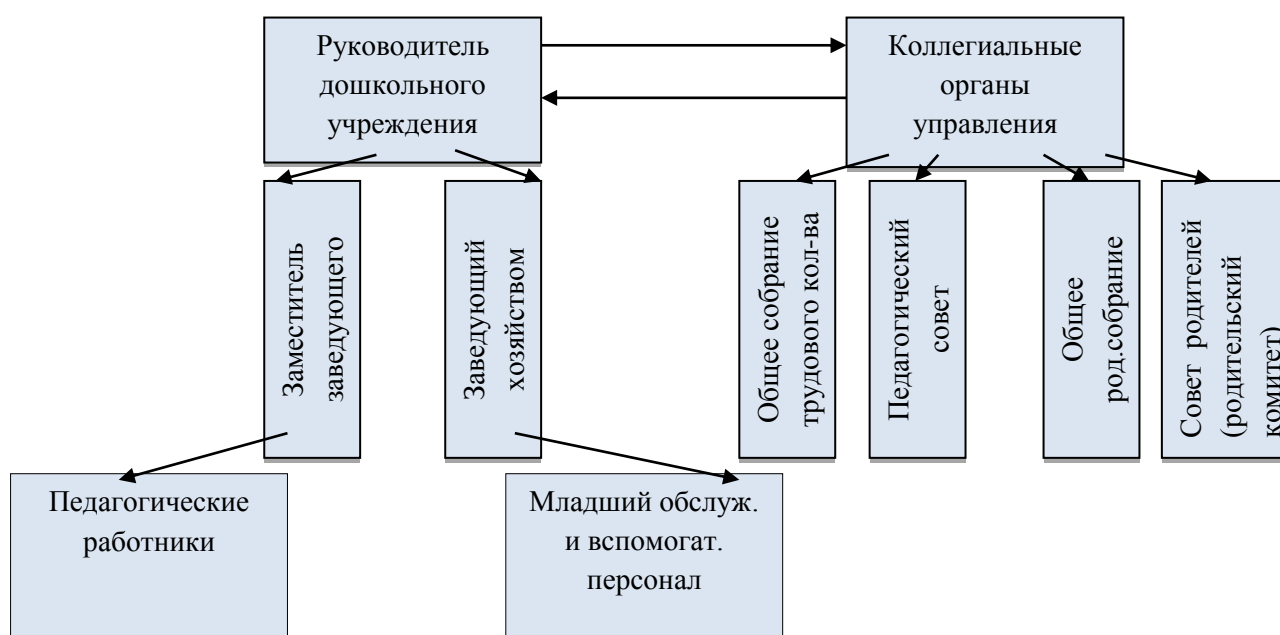 Руководитель
дошкольного
учреждения
Коллегиальные
органы
управления
Заместитель
заведующего
Заведующий
хозяйством
Общее собрание
трудового кол-ва
Педагогический
совет
Общее
род.собрание
Совет родителей
(родительский
комитет)
Педагогические
работники
Младший обслуж.
и вспомогат.
персонал